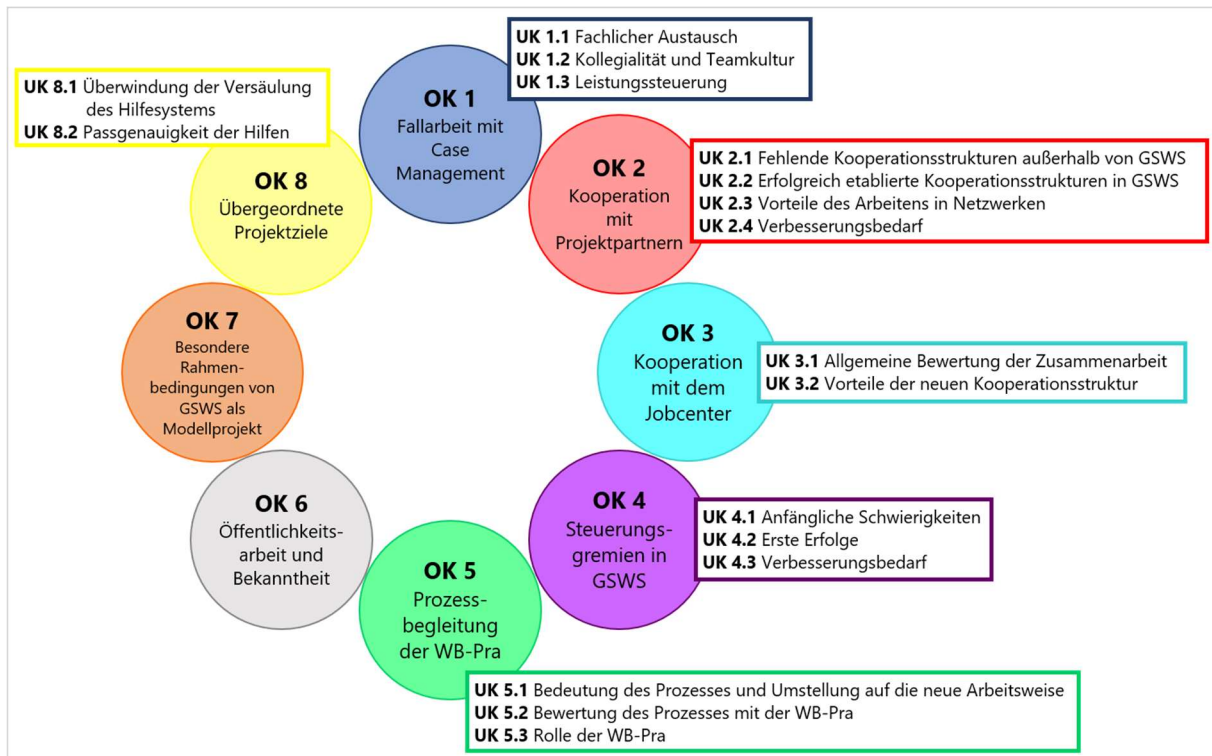 OK 1
Fallarbeit mit
Case
Management
UK 1.1 Fachlicher Austausch
UK 1.2 Kollegialität und Teamkultur
UK 1.3 Leistungssteuerung
OK 2
Kooperation
mit
Projektpartnern
UK 2.1 Fehlende Kooperationsstrukturen außerhalb von GSWS
UK 2.2 Erfolgreich etablierte Kooperationsstrukturen in GSWS
UK 2.3 Vorteile des Arbeitens in Netzwerken
UK 2.4 Verbesserungsbedarf
OK 3
Kooperation
mit dem
Jobcenter
UK 3.1 Allgemeine Bewertung der Zusammenarbeit
UK 3.2 Vorteile der neuen Kooperationsstruktur
OK 4
Steuerungs-
gremien in
GSWS
UK 4.1 Anfängliche Schwierigkeiten
UK 4.2 Erste Erfolge
UK 4.3 Verbesserungsbedarf
OK 5
Prozess-
begleitung
der WB-Pra
UK 5.1 Bedeutung des Prozesses und Umstellung auf die neue Arbeitsweise
UK 5.2 Bewertung des Prozesses mit der WB-Pra
UK 5.3 Rolle der WB-Pra
OK 6
Öffentlichkeits-
arbeit und
Bekanntheit
OK 7
Besondere
Rahmen-
bedingungen von
GSWS als
Modellprojekt
OK 8
Übergeordnete
Projektziele
UK 8.1 Überwindung der Versäulung
des Hilfesystems
UK 8.2 Passgenauigkeit der Hilfen